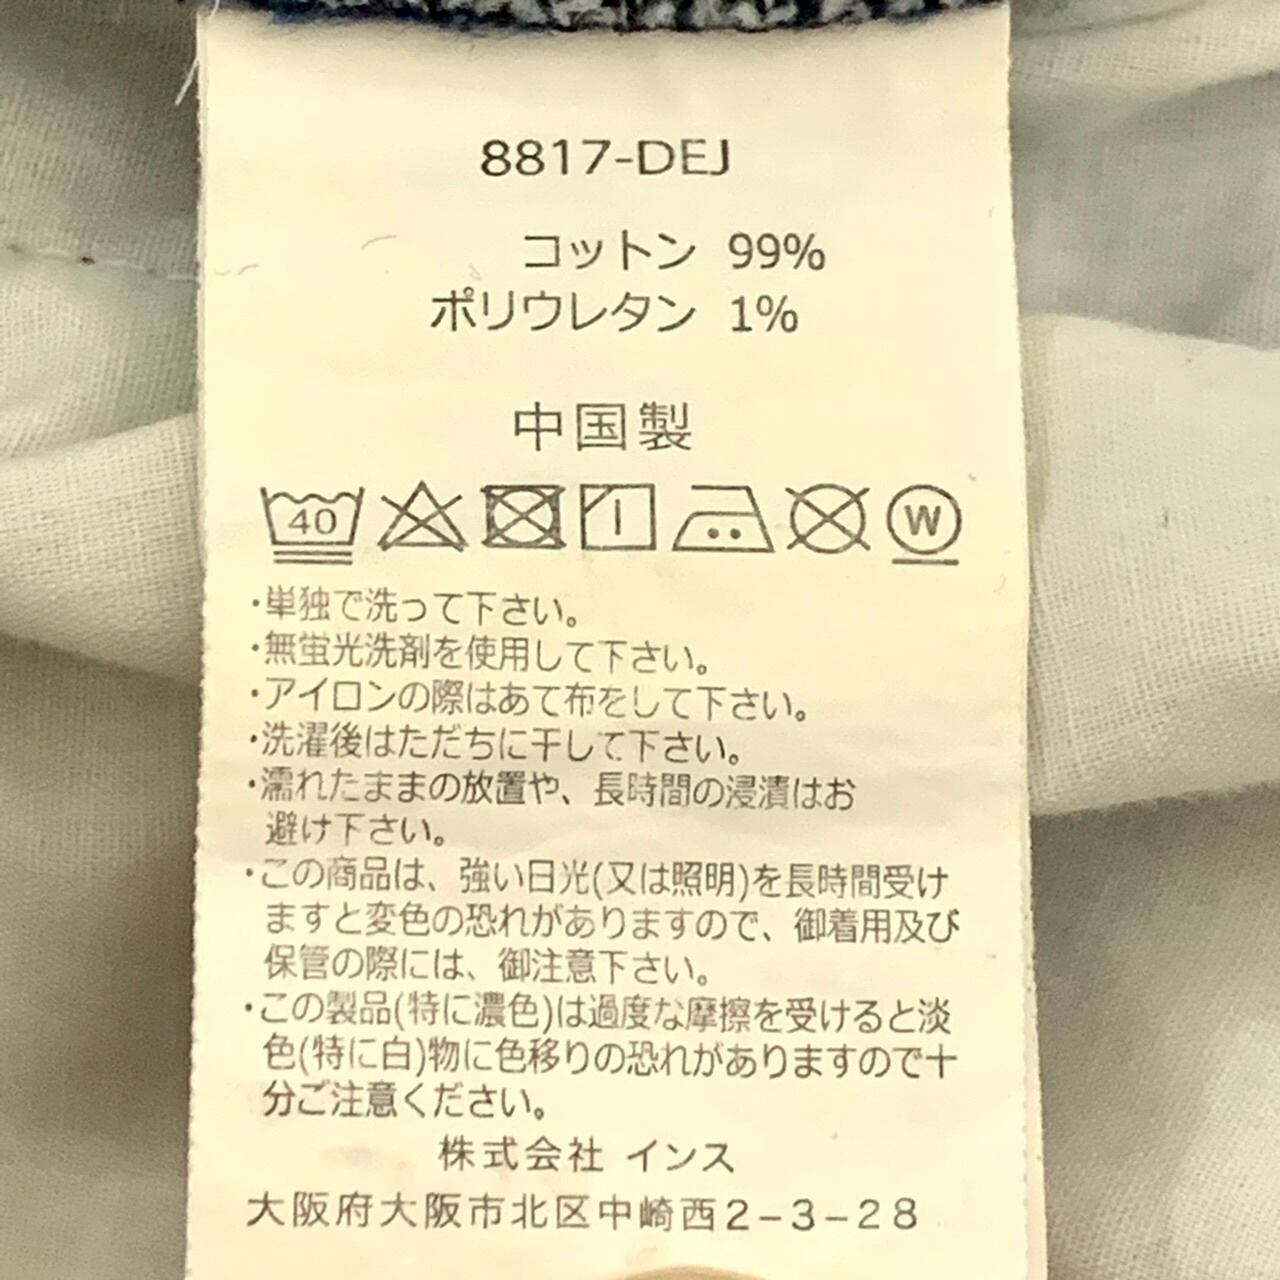 8817-DEJ
コットン 99%
ポリウレタン 1%
中国製
40 W
・単独で洗って下さい。
・無蛍光洗剤を使用して下さい。
・アイロンの際はあて布をして下さい。
・洗濯後はただちに干して下さい。
・濡れたままの放置や、長時間の浸漬はお
避け下さい。
・この商品は、強い日光(又は照明)を長時間受け
ますと変色の恐れがありますので、御着用及び
保管の際には、御注意下さい。
・この製品(特に濃色)は過度な摩擦を受けると淡
色(特に白)物に色移りの恐れがありますので十
分ご注意ください。
株式会社 インス
大阪府大阪市北区中崎西2-3-28